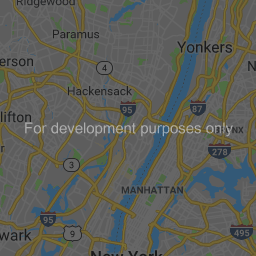 Ridgewood
Paramus
Yonkers
erson
4
Hackensack
95
87
lifton
For development purposes only
NX
278
3
MANHATTAN
95
9
495
wark
New York